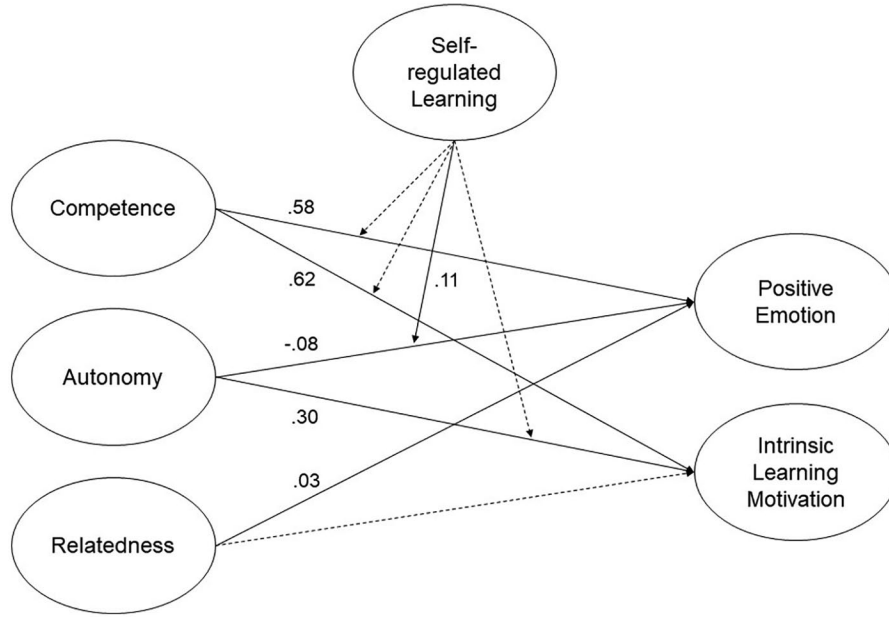 Self-
regulated
Learning
Competence
.58
.62
.11
Positive
Emotion
-.08
Autonomy
.30
Intrinsic
Learning
Motivation
.03
Relatedness